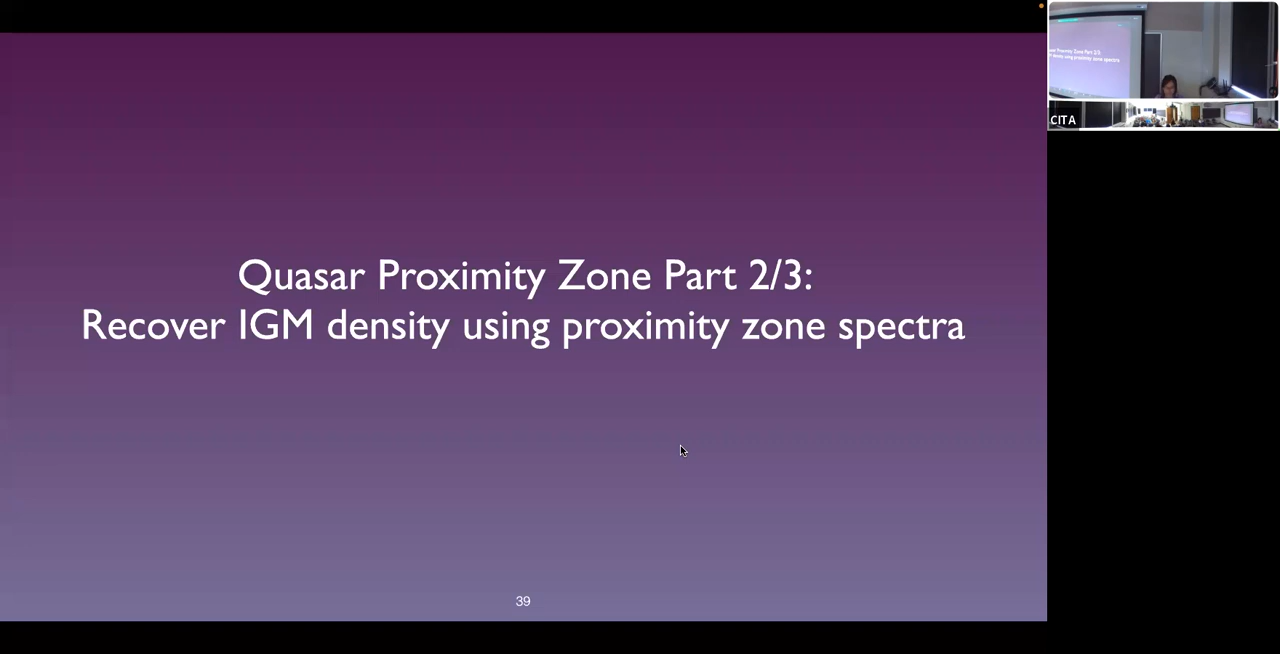 Quasar Proximity Zone Part 2/3:
Recover IGM density using proximity zone spectra
39
CITA